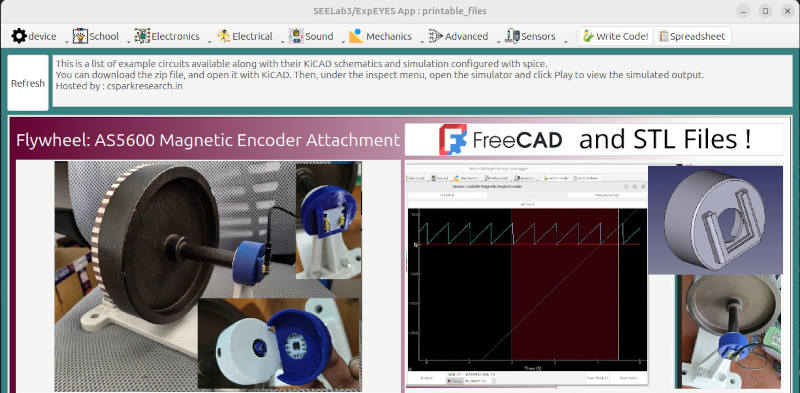 SEELab3/ExpEYES App : printable_files
device School Electronics Electrical Sound Mechanics Advanced Sensors Write Code! Spreadsheet
Refresh
This is a list of example circuits available along with their KiCAD schematics and simulation configured with spice.
You can download the zip file, and open it with KiCAD. Then, under the inspect menu, open the simulator and click Play to view the simulated output.
Hosted by : csparkresearch.in
Flywheel: AS5600 Magnetic Encoder Attachment
FreeCAD and STL Files !
Time (S)